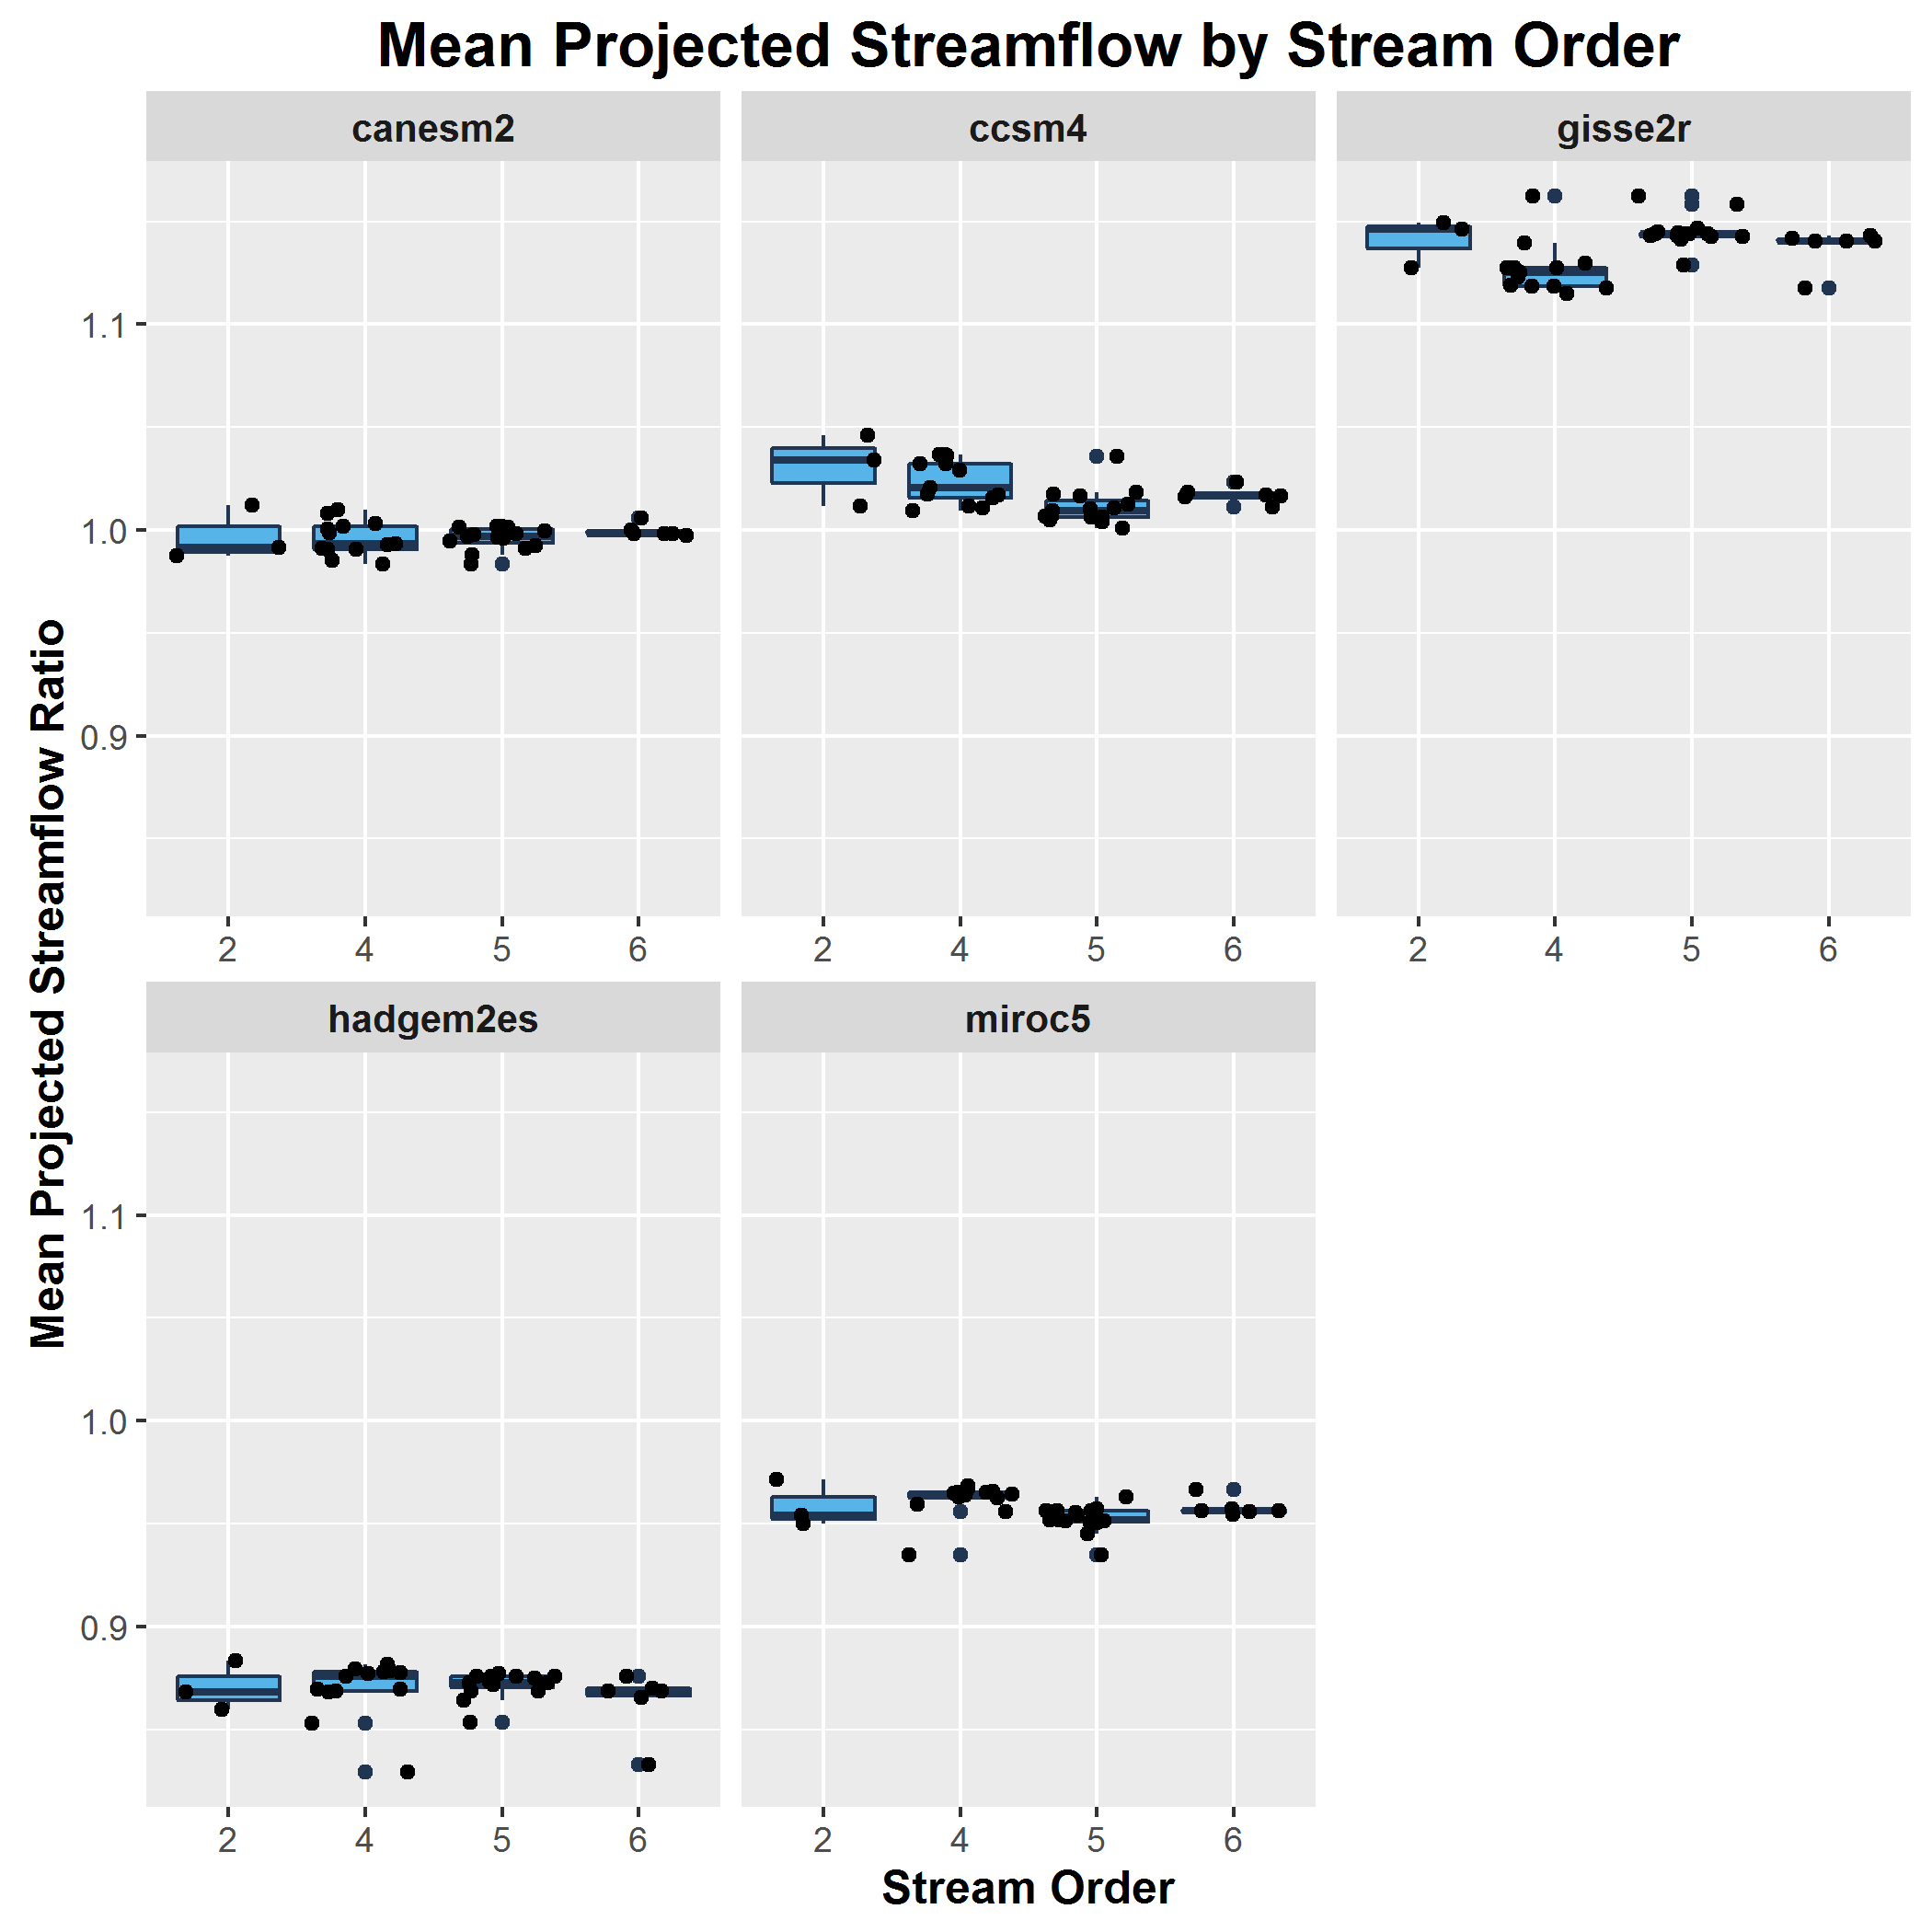 Mean Projected Streamflow by Stream Order
canesm2
ccsm4
gisse2r
1.1
1.0
0.9
2 4 5 6
2 4 5 6
2 4 5 6
Mean Projected Streamflow Ratio
hadgem2es
miroc5
1.1
1.0
0.9
2 4 5 6
2 4 5 6
Stream Order